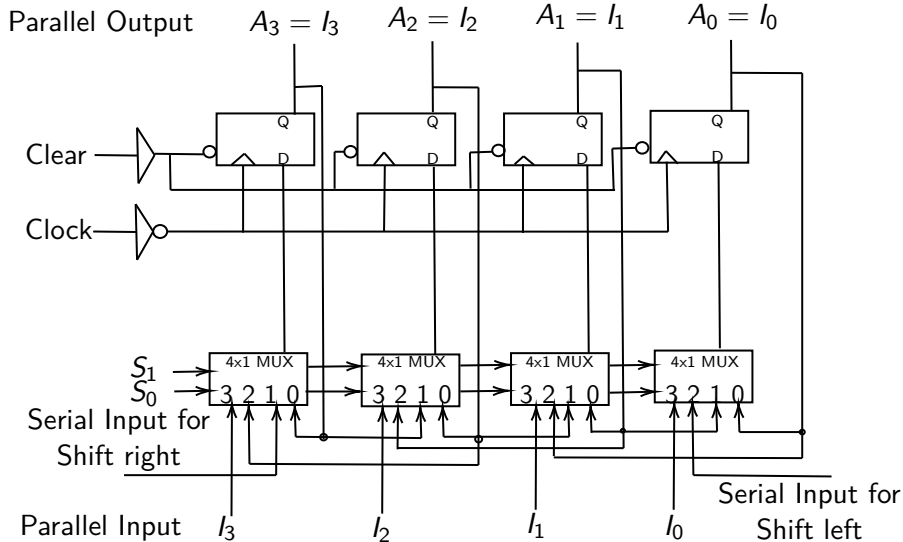 Parallel Output
A₃ = I₃ A₂ = I₂ A₁ = I₁ A₀ = I₀
Q Q Q Q
Clear
D D D D
Clock
S₁ 4x1 MUX 4x1 MUX 4x1 MUX 4x1 MUX
S₀ 3 2 1 0 3 2 1 0 3 2 1 0 3 2 1 0
Serial Input for
Shift right
Serial Input for
Shift left
Parallel Input I₃ I₂ I₁ I₀